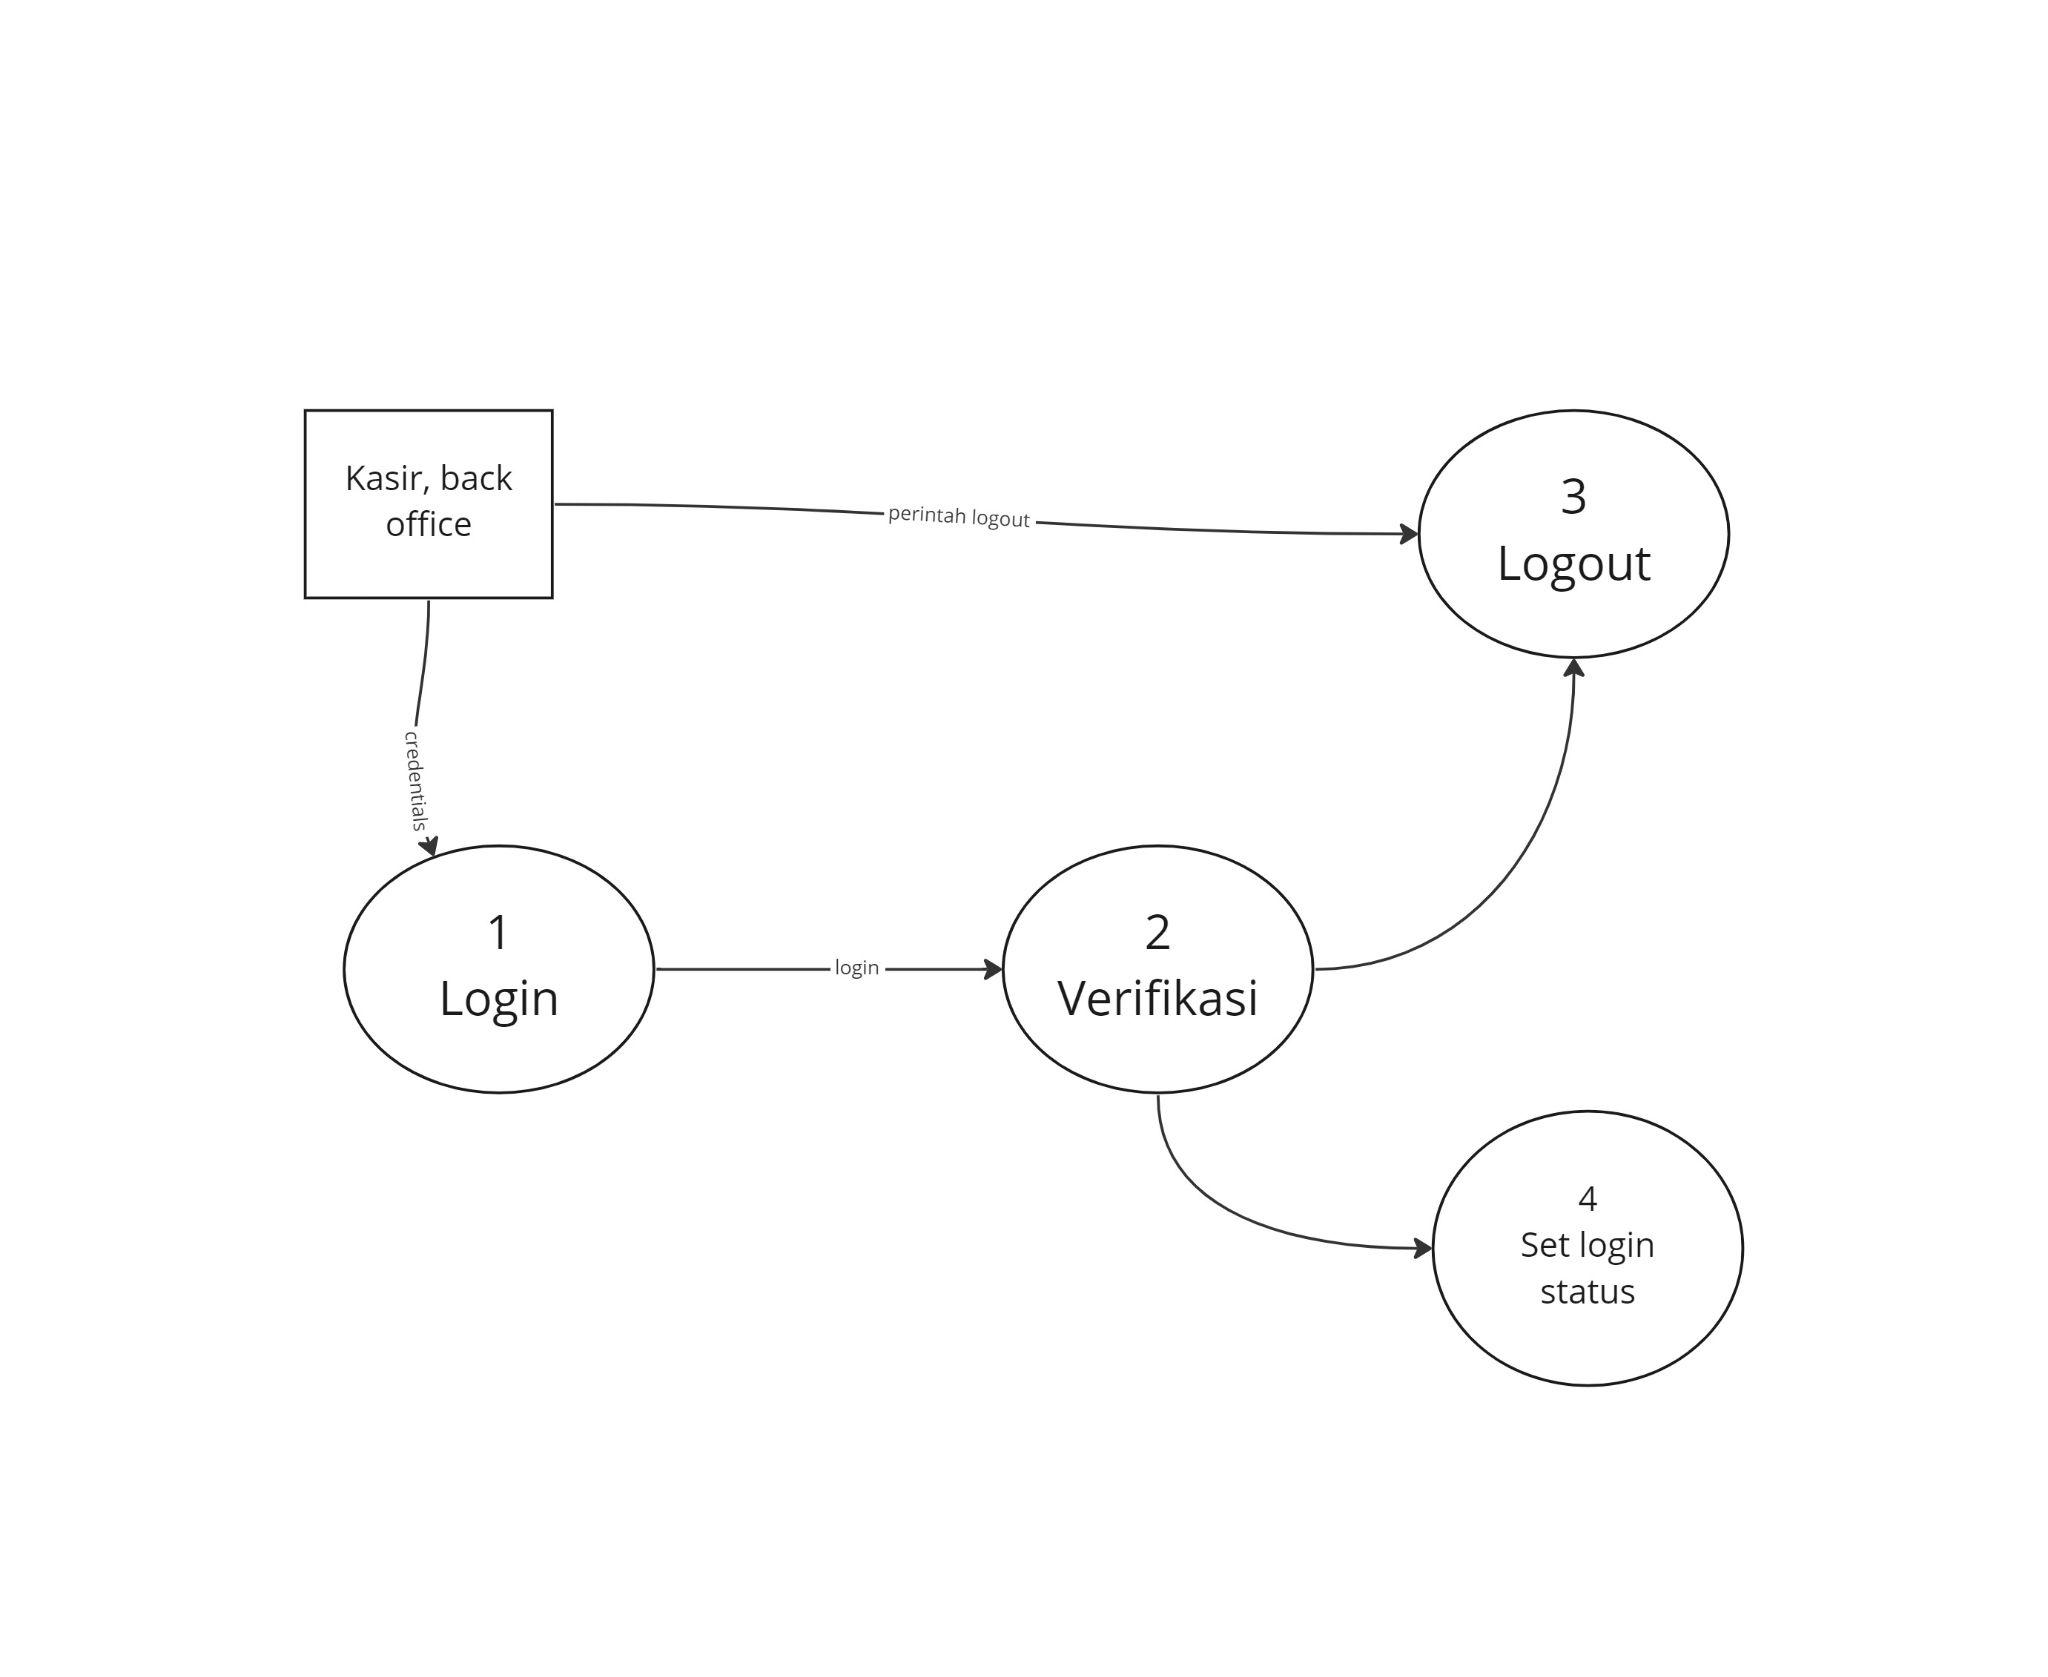 Kasir, back
office
perintah logout
3
Logout
credentials
1
Login
login
2
Verifikasi
4
Set login
status